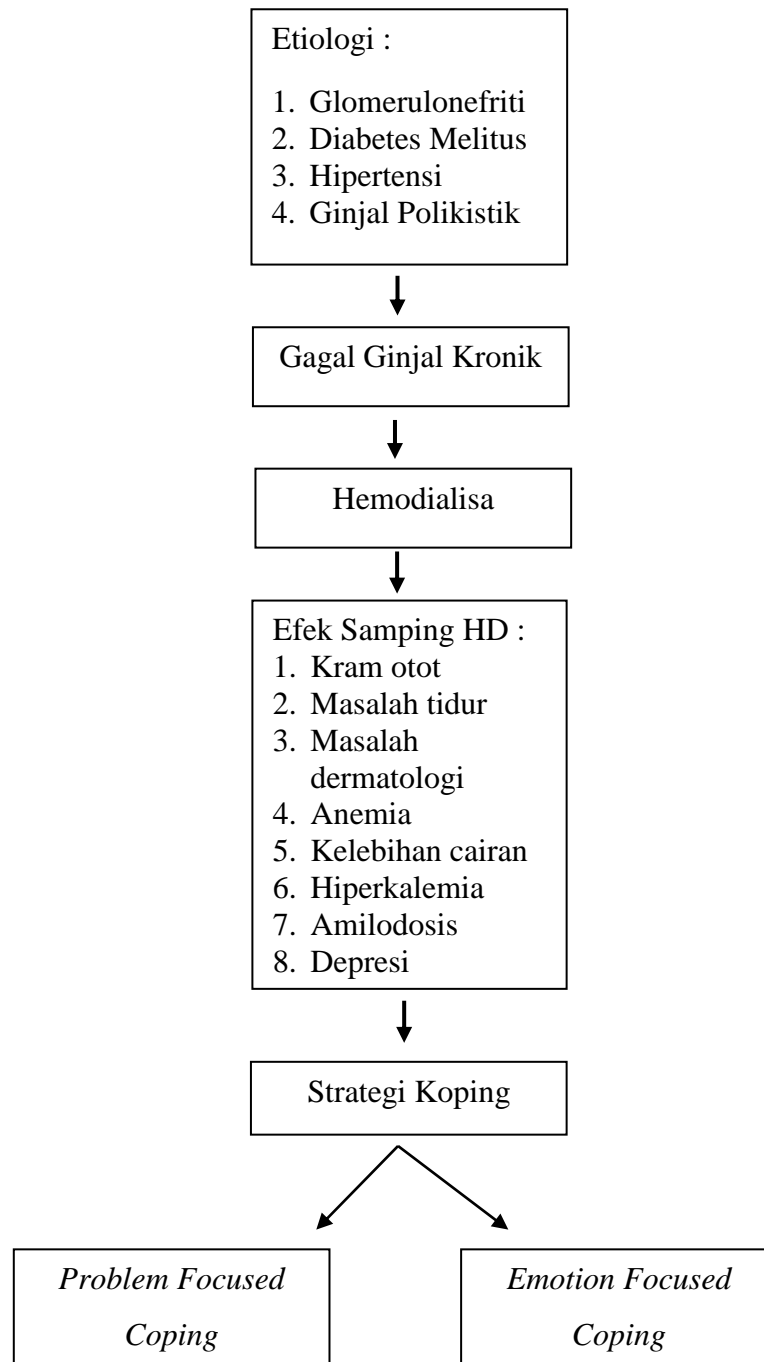 Etiologi :
1. Glomerulonefriti
2. Diabetes Melitus
3. Hipertensi
4. Ginjal Polikistik
Gagal Ginjal Kronik
Hemodialisa
Efek Samping HD :
1. Kram otot
2. Masalah tidur
3. Masalah
dermatologi
4. Anemia
5. Kelebihan cairan
6. Hiperkalemia
7. Amilodosis
8. Depresi
Strategi Koping
Problem Focused
Coping
Emotion Focused
Coping